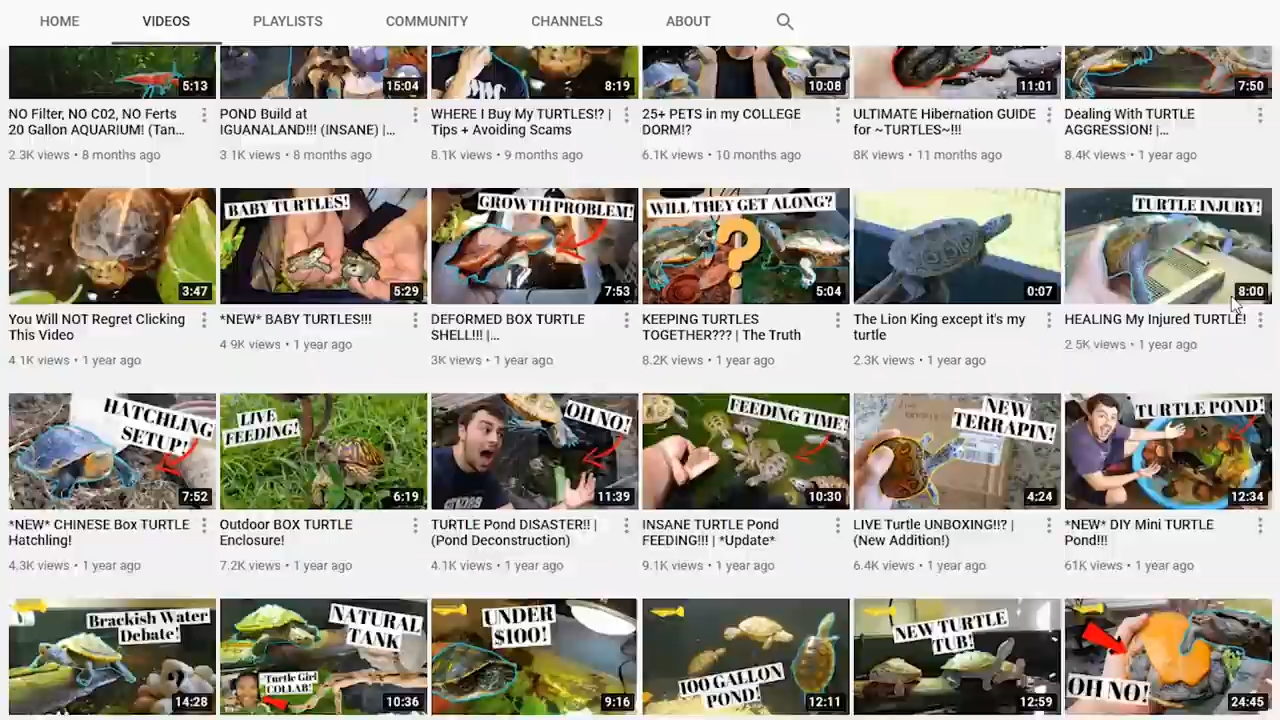 HOME VIDEOS PLAYLISTS COMMUNITY CHANNELS ABOUT
5:13 15:04 8:19 10:08 11:01 7:50
NO Filter, NO C02, NO Ferts
20 Gallon AQUARIUM! (Tan...
2.3K views • 8 months ago
POND Build at
IGUANALAND!!! (INSANE) |...
3.1K views • 8 months ago
WHERE I Buy My TURTLES!? |
Tips + Avoiding Scams
8.1K views • 9 months ago
25+ PETS in my COLLEGE
DORM!?
6.1K views • 10 months ago
ULTIMATE Hibernation GUIDE
for ~TURTLES~!!!
8K views • 11 months ago
Dealing With TURTLE
AGGRESSION! |...
8.4K views • 1 year ago
3:47
You Will NOT Regret Clicking
This Video
4.1K views • 1 year ago
BABY TURTLES!
5:29
*NEW* BABY TURTLES!!!
4.9K views • 1 year ago
GROWTH PROBLEM!
7:53
DEFORMED BOX TURTLE
SHELL!!! |...
3K views • 1 year ago
WILL THEY GET ALONG?
?
5:04
KEEPING TURTLES
TOGETHER??? | The Truth
8.2K views • 1 year ago
0:07
The Lion King except it's my
turtle
2.3K views • 1 year ago
TURTLE INJURY!
8:00
HEALING My Injured TURTLE!
2.5K views • 1 year ago
HATCHLING
SETUP!
7:52
*NEW* CHINESE Box TURTLE
Hatchling!
4.3K views • 1 year ago
LIVE
FEEDING!
6:19
Outdoor BOX TURTLE
Enclosure!
7.2K views • 1 year ago
OH NO!
11:39
TURTLE Pond DISASTER!! |
(Pond Deconstruction)
4.1K views • 1 year ago
FEEDING TIME!
10:30
INSANE TURTLE Pond
FEEDING!!! | *Update*
9.1K views • 1 year ago
NEW
TERRAPIN!
4:24
LIVE Turtle UNBOXING!!? |
(New Addition!)
6.4K views • 1 year ago
TURTLE POND!
12:34
*NEW* DIY Mini TURTLE
Pond!!!
61K views • 1 year ago
Brackish Water
Debate!
14:28
NATURAL
TANK
Turtle Girl
COLLAB!
10:36
UNDER
$100!
9:16
100 GALLON
POND!
12:11
NEW TURTLE
TUB!
12:59
OH NO!
24:45